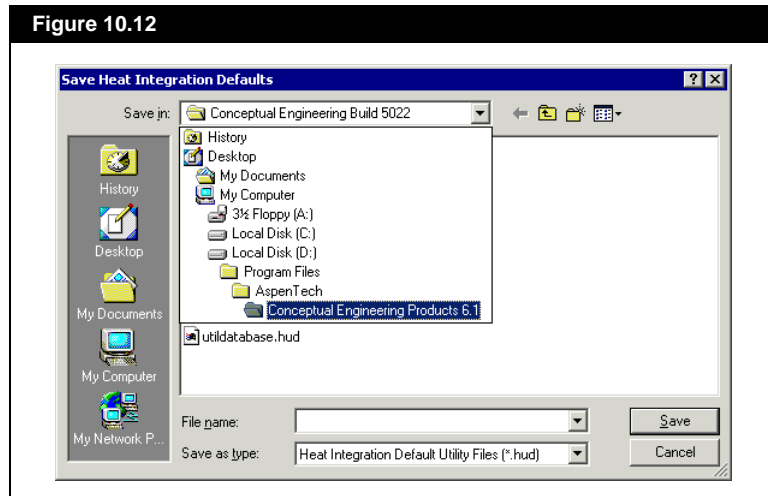 Figure 10.12
Save Heat Integration Defaults
Save in:
Conceptual Engineering Build 5022
History
Desktop
My Documents
My Computer
3½ Floppy (A:)
Local Disk (C:)
Local Disk (D:)
Program Files
AspenTech
Conceptual Engineering Products 6.1
utildatabase.hud
History
Desktop
My Documents
My Computer
My Network P...
File name:
Save
Save as type:
Heat Integration Default Utility Files (*.hud)
Cancel